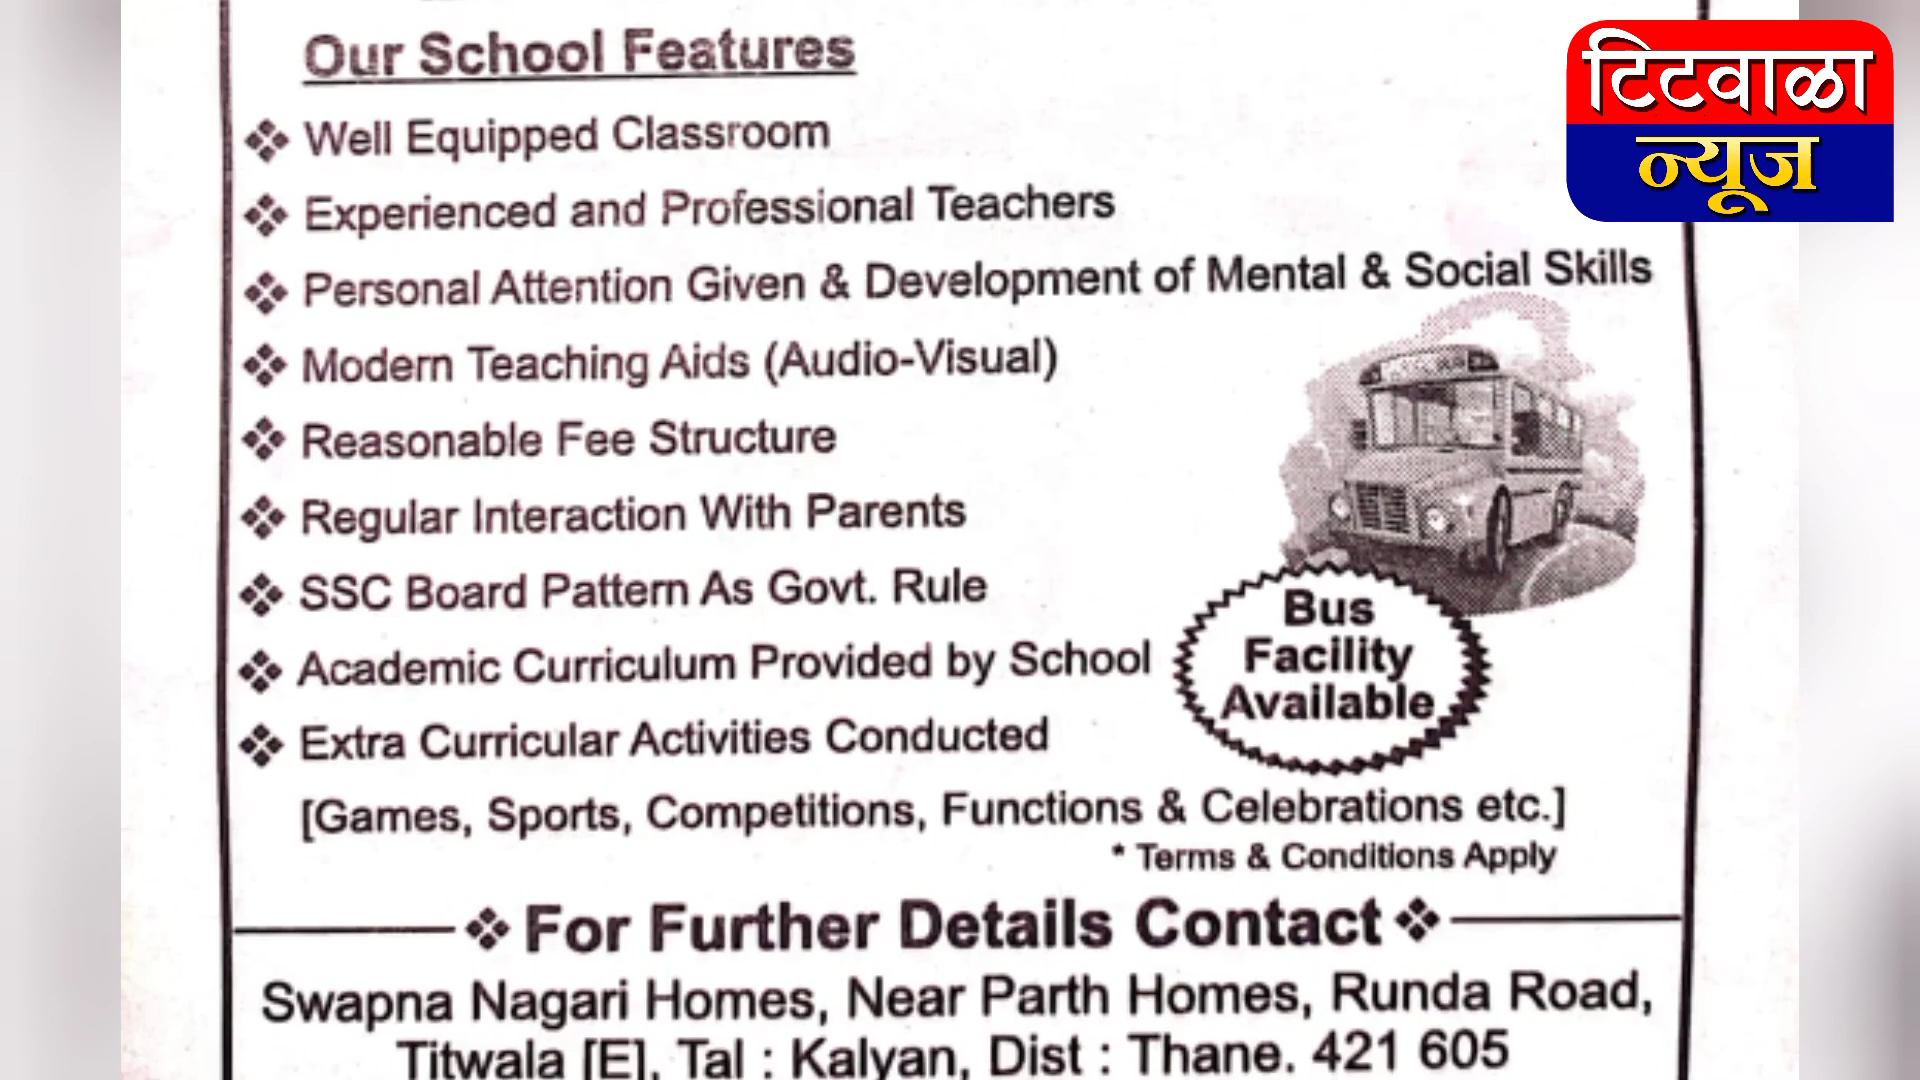 टिटवाळा
न्यूज
Our School Features
❖ Well Equipped Classroom
❖ Experienced and Professional Teachers
❖ Personal Attention Given & Development of Mental & Social Skills
❖ Modern Teaching Aids (Audio-Visual)
❖ Reasonable Fee Structure
❖ Regular Interaction With Parents
❖ SSC Board Pattern As Govt. Rule
❖ Academic Curriculum Provided by School
❖ Extra Curricular Activities Conducted
[Games, Sports, Competitions, Functions & Celebrations etc.]
Bus
Facility
Available
* Terms & Conditions Apply
❖ For Further Details Contact ❖
Swapna Nagari Homes, Near Parth Homes, Runda Road,
Titwala [E], Tal : Kalyan, Dist : Thane. 421 605